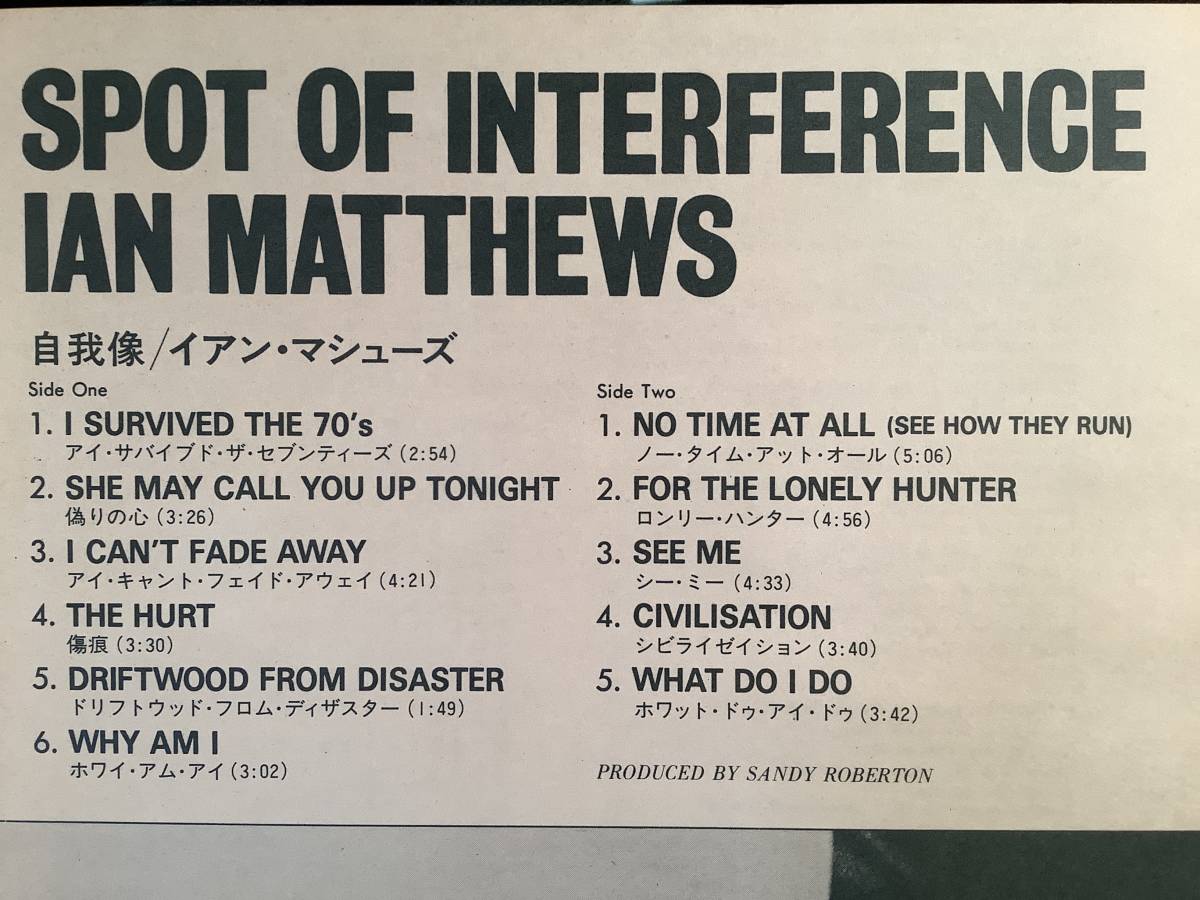 SPOT OF INTERFERENCE
IAN MATTHEWS
自我像/イアン・マシューズ
Side One
1. I SURVIVED THE 70's
アイ・サバイブド・ザ・セブンティーズ (2:54)
2. SHE MAY CALL YOU UP TONIGHT
偽りの心 (3:26)
3. I CAN'T FADE AWAY
アイ・キャント・フェイド・アウェイ (4:21)
4. THE HURT
傷痕 (3:30)
5. DRIFTWOOD FROM DISASTER
ドリフトウッド・フロム・ディザスター (1:49)
6. WHY AM I
ホワイ・アム・アイ (3:02)
Side Two
1. NO TIME AT ALL (SEE HOW THEY RUN)
ノー・タイム・アット・オール (5:06)
2. FOR THE LONELY HUNTER
ロンリー・ハンター (4:56)
3. SEE ME
シー・ミー (4:33)
4. CIVILISATION
シビライゼイション (3:40)
5. WHAT DO I DO
ホワット・ドゥ・アイ・ドゥ (3:42)
PRODUCED BY SANDY ROBERTON